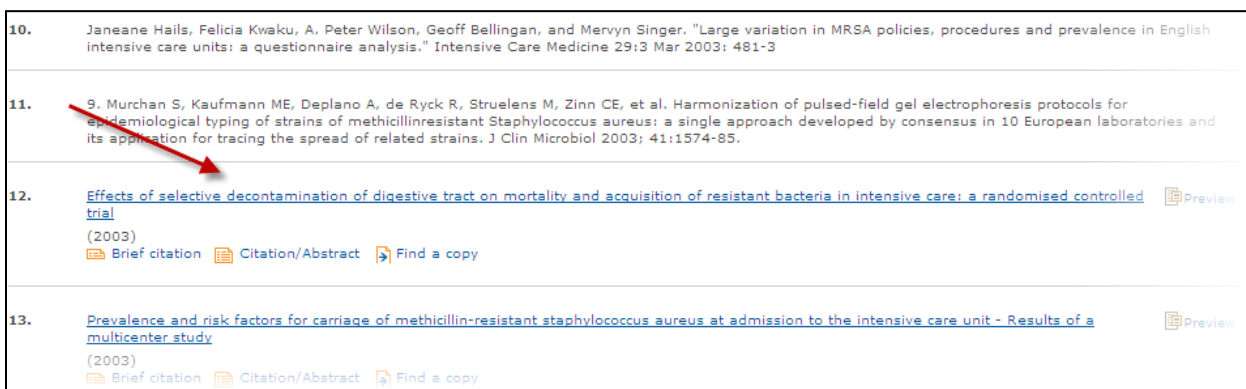 10. Janeane Hails, Felicia Kwaku, A. Peter Wilson, Geoff Bellingan, and Mervyn Singer. "Large variation in MRSA policies, procedures and prevalence in English
intensive care units: a questionnaire analysis." Intensive Care Medicine 29:3 Mar 2003: 481-3
11. 9. Murchan S, Kaufmann ME, Deplano A, de Ryck R, Struelens M, Zinn CE, et al. Harmonization of pulsed-field gel electrophoresis protocols for
epidemiological typing of strains of methicillinresistant Staphylococcus aureus: a single approach developed by consensus in 10 European laboratories and
its application for tracing the spread of related strains. J Clin Microbiol 2003; 41:1574-85.
12. Effects of selective decontamination of digestive tract on mortality and acquisition of resistant bacteria in intensive care: a randomised controlled Preview
trial
(2003)
Brief citation Citation/Abstract Find a copy
13. Prevalence and risk factors for carriage of methicillin-resistant staphylococcus aureus at admission to the intensive care unit - Results of a Preview
multicenter study
(2003)
Brief citation Citation/Abstract Find a copy